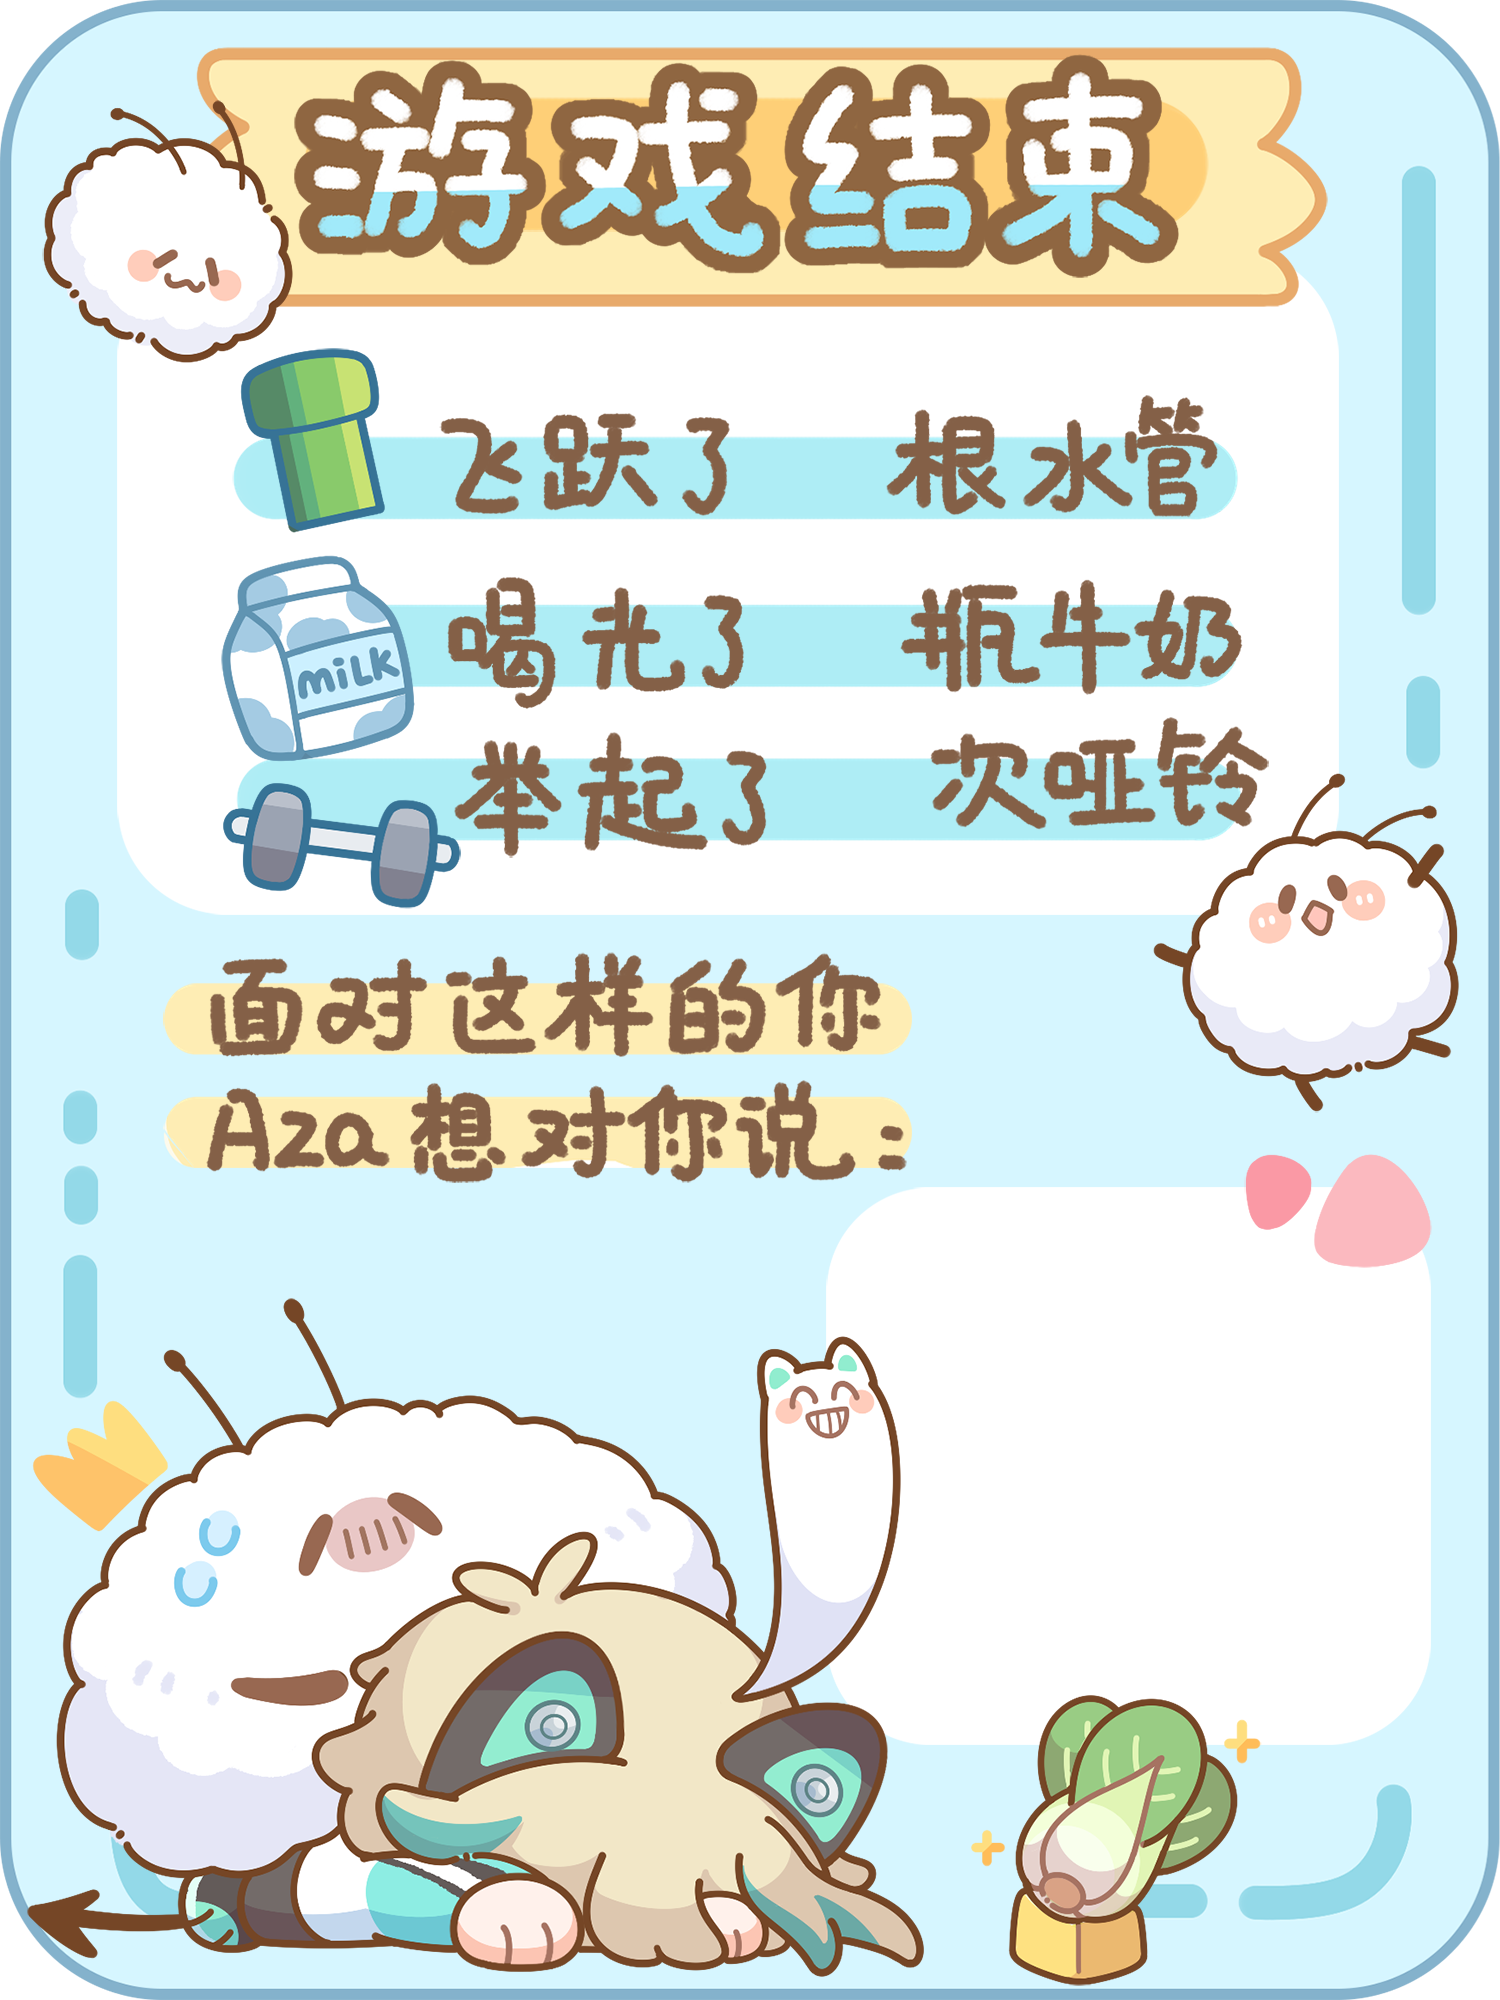 游戏结束
飞跃了 根水管
喝光了 瓶牛奶
milk
举起了 次哑铃
面对这样的你
Aza想对你说：